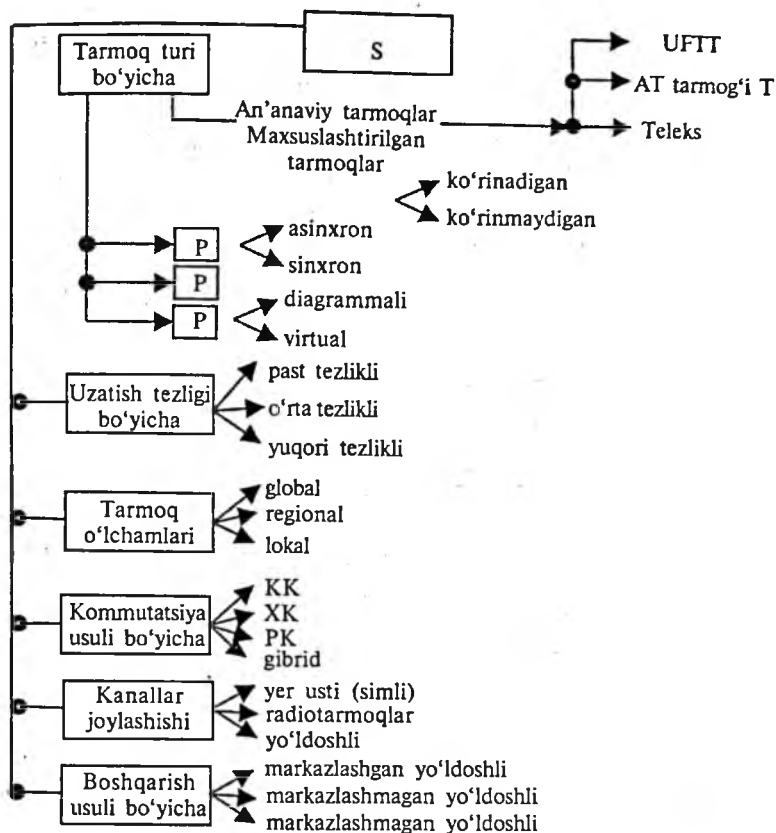 S
Tarmoq turi
bo‘yicha
UFTT
AT tarmog‘i T
Teleks
An’anaviy tarmoqlar
Maxsuslashtirilgan
tarmoqlar
ko‘rinadigan
ko‘rinmaydigan
P
asinxron
sinxron
P
P
diagrammali
virtual
Uzatish tezligi
bo‘yicha
past tezlikli
o‘rta tezlikli
yuqori tezlikli
Tarmoq
o‘lchamlari
global
regional
lokal
Kommutatsiya
usuli bo‘yicha
KK
XK
PK
gibrid
Kanallar
joylashishi
yer usti (simli)
radiotarmoqlar
yo‘ldoshli
Boshqarish
usuli bo‘yicha
markazlashgan yo‘ldoshli
markazlashmagan yo‘ldoshli
markazlashmagan yo‘ldoshli